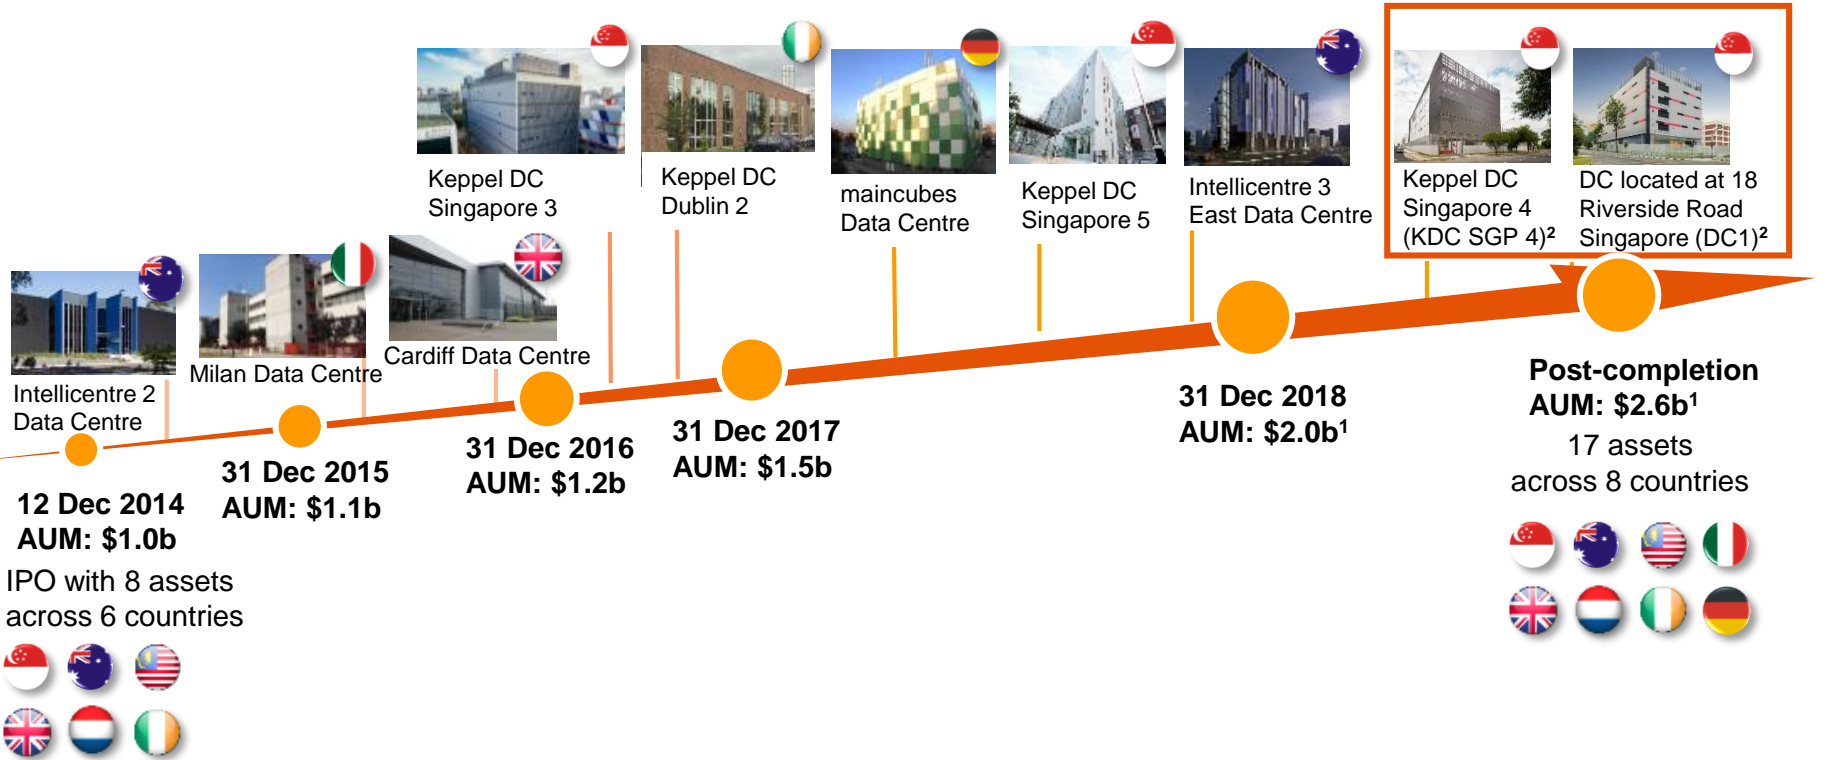 Keppel DC
Singapore 3
Keppel DC
Dublin 2
maincubes
Data Centre
Keppel DC
Singapore 5
Intellicentre 3
East Data Centre
Keppel DC
Singapore 4
(KDC SGP 4)²
DC located at 18
Riverside Road
Singapore (DC1)²
Intellicentre 2
Data Centre
Milan Data Centre
Cardiff Data Centre
12 Dec 2014
AUM: $1.0b
IPO with 8 assets
across 6 countries
31 Dec 2015
AUM: $1.1b
31 Dec 2016
AUM: $1.2b
31 Dec 2017
AUM: $1.5b
31 Dec 2018
AUM: $2.0b¹
Post-completion
AUM: $2.6b¹
17 assets
across 8 countries